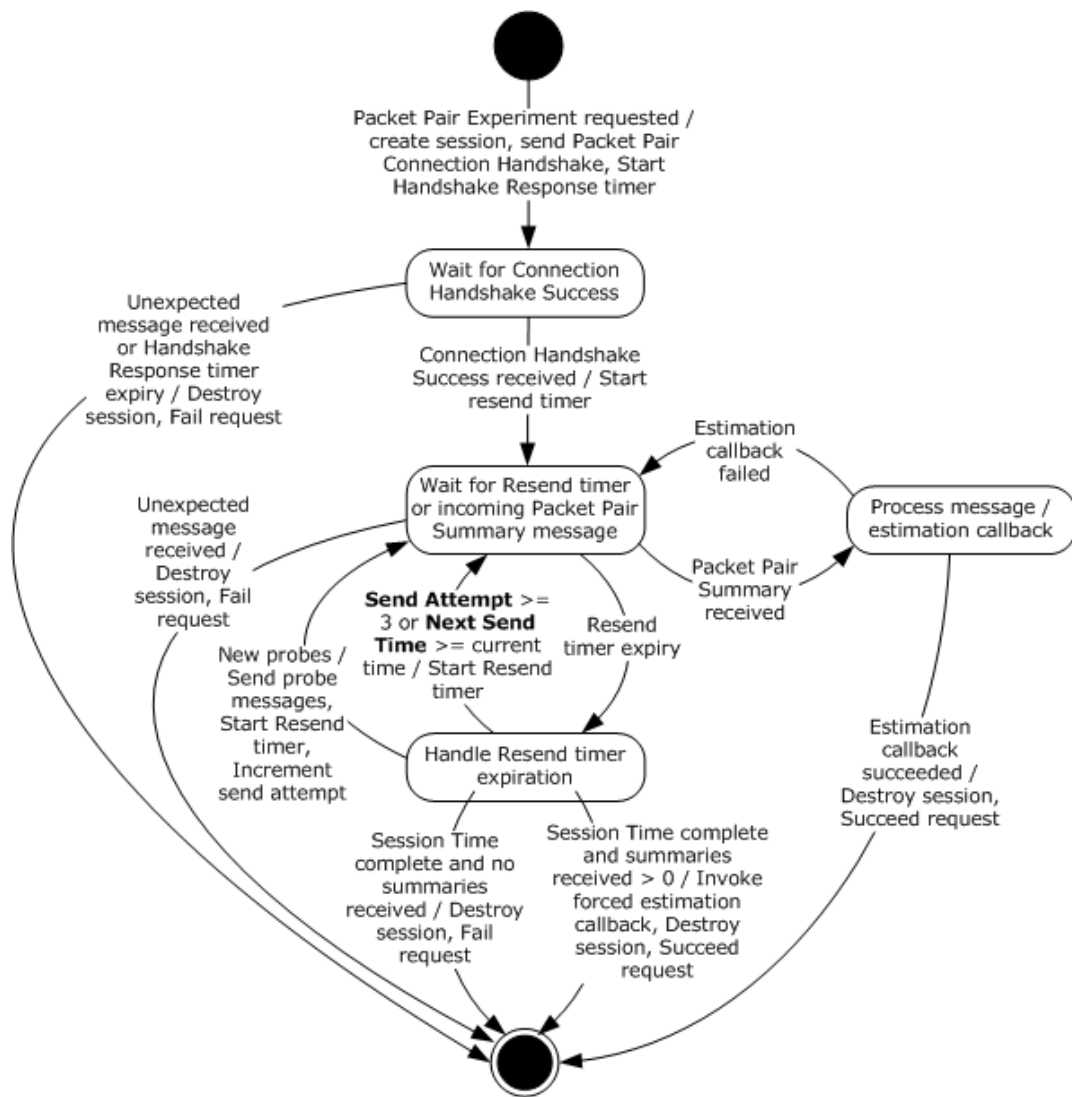 Packet Pair Experiment requested /
create session, send Packet Pair
Connection Handshake, Start
Handshake Response timer
Wait for Connection
Handshake Success
Unexpected
message received
or Handshake
Response timer
expiry / Destroy
session, Fail request
Connection Handshake
Success received / Start
resend timer
Estimation
callback
failed
Wait for Resend timer
or incoming Packet Pair
Summary message
Process message /
estimation callback
Unexpected
message
received /
Destroy
session, Fail
request
Packet Pair
Summary
received
Send Attempt >=
3 or Next Send
Time >= current
time / Start Resend
timer
Resend
timer expiry
New probes /
Send probe
messages,
Start Resend
timer,
Increment
send attempt
Handle Resend timer
expiration
Estimation
callback
succeeded /
Destroy session,
Succeed request
Session Time
complete and no
summaries
received / Destroy
session, Fail
request
Session Time complete
and summaries
received > 0 / Invoke
forced estimation
callback, Destroy
session, Succeed
request